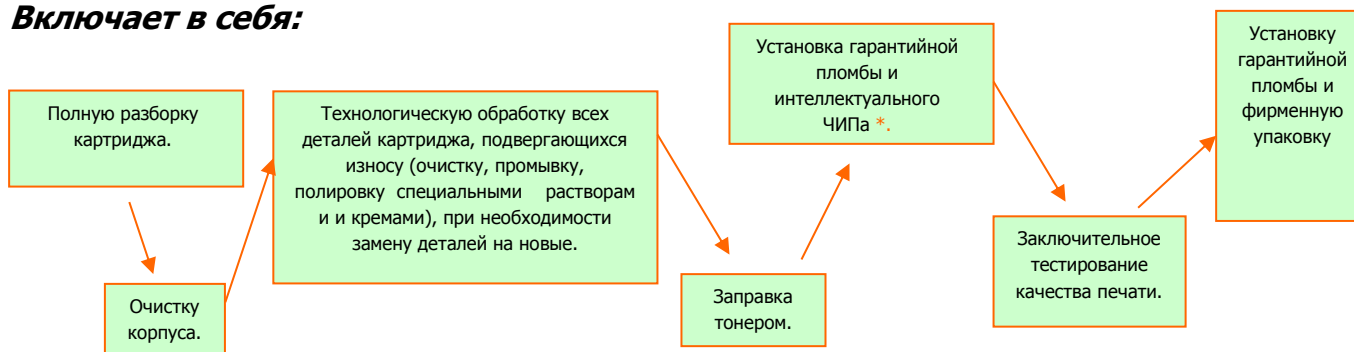 Включает в себя:
Полную разборку
картриджа.
Очистку
корпуса.
Технологическую обработку всех
деталей картриджа, подвергающихся
износу (очистку, промывку,
полировку специальными растворам
и и кремами), при необходимости
замену деталей на новые.
Заправка
тонером.
Установка гарантийной
пломбы и
интеллектуального
ЧИПа *.
Заключительное
тестирование
качества печати.
Установку
гарантийной
пломбы и
фирменную
упаковку